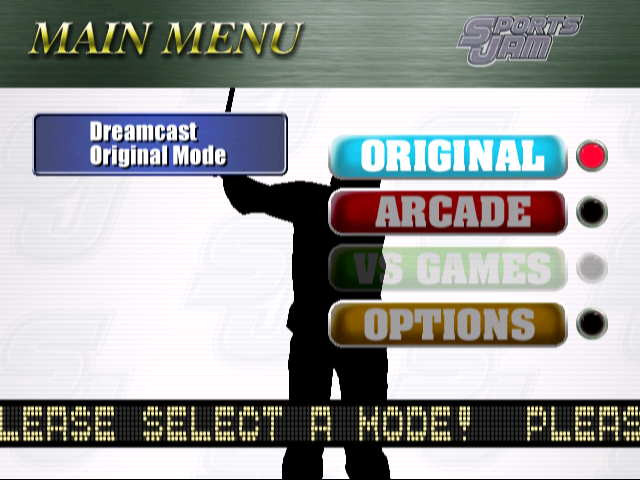 MAIN MENU
SPORTS
JAM
Dreamcast
Original Mode
ORIGINAL
ARCADE
VS GAMES
OPTIONS
LEASE SELECT A MODE! PLEAS